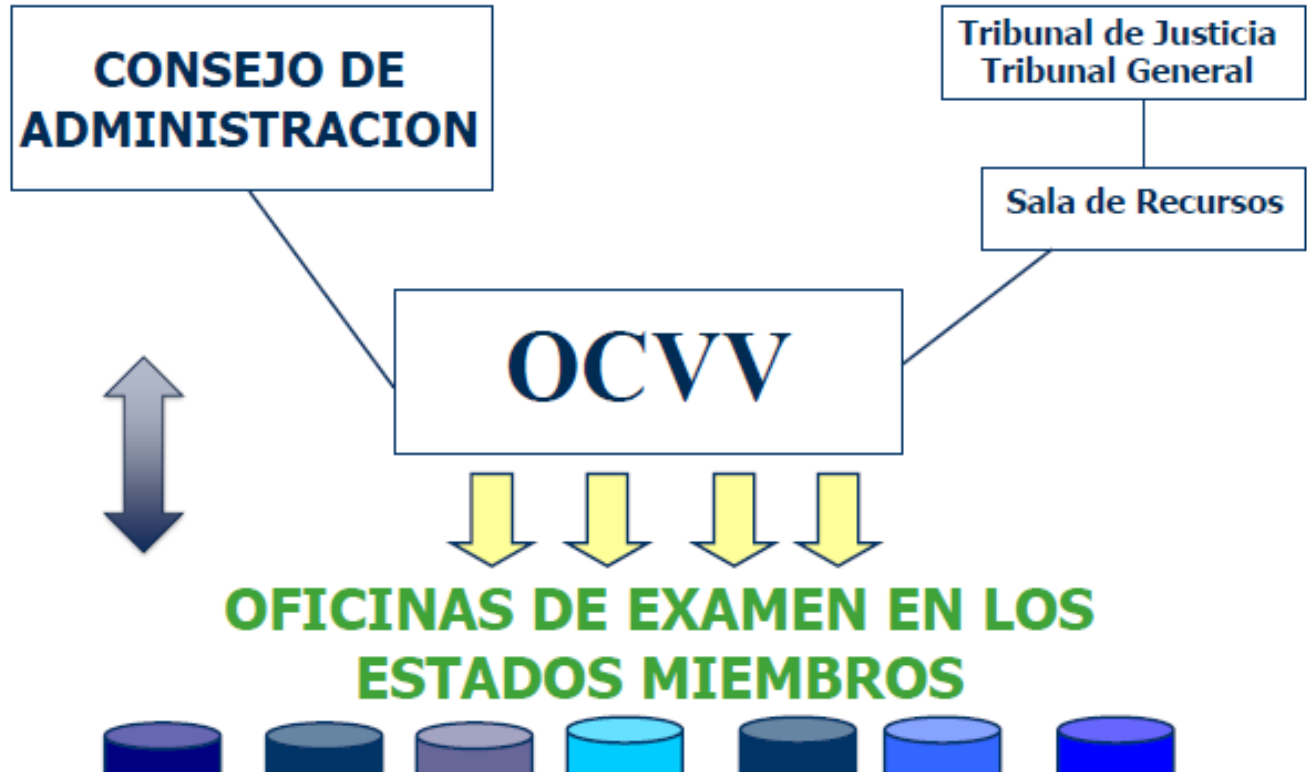 CONSEJO DE
ADMINISTRACION
Tribunal de Justicia
Tribunal General
Sala de Recursos
OCVV
OFICINAS DE EXAMEN EN LOS
ESTADOS MIEMBROS